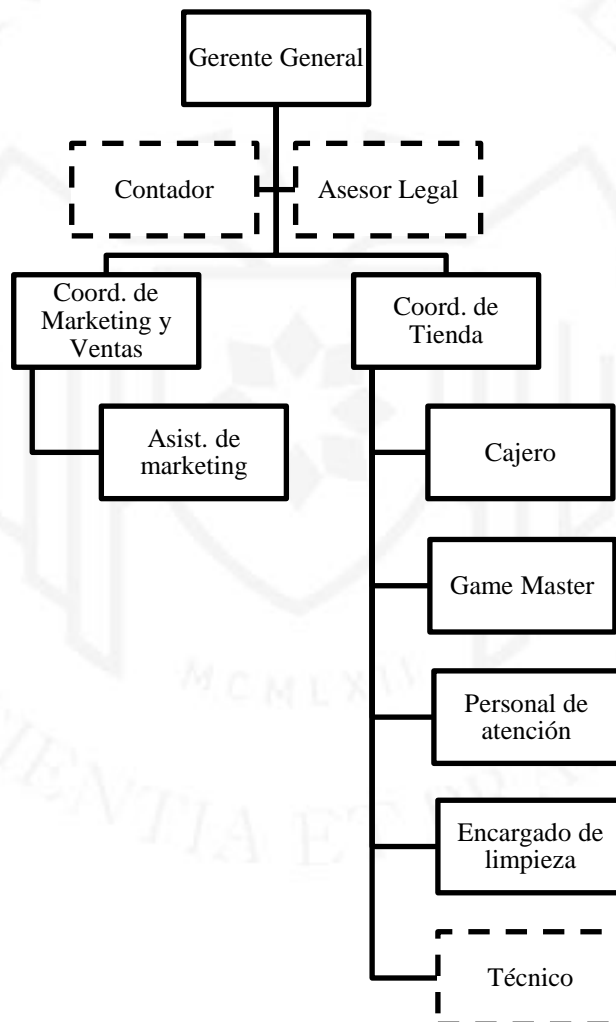 Gerente General
Contador
Asesor Legal
Coord. de
Marketing y
Ventas
Coord. de
Tienda
Asist. de
marketing
Cajero
Game Master
Personal de
atención
Encargado de
limpieza
Técnico
MCMLXII